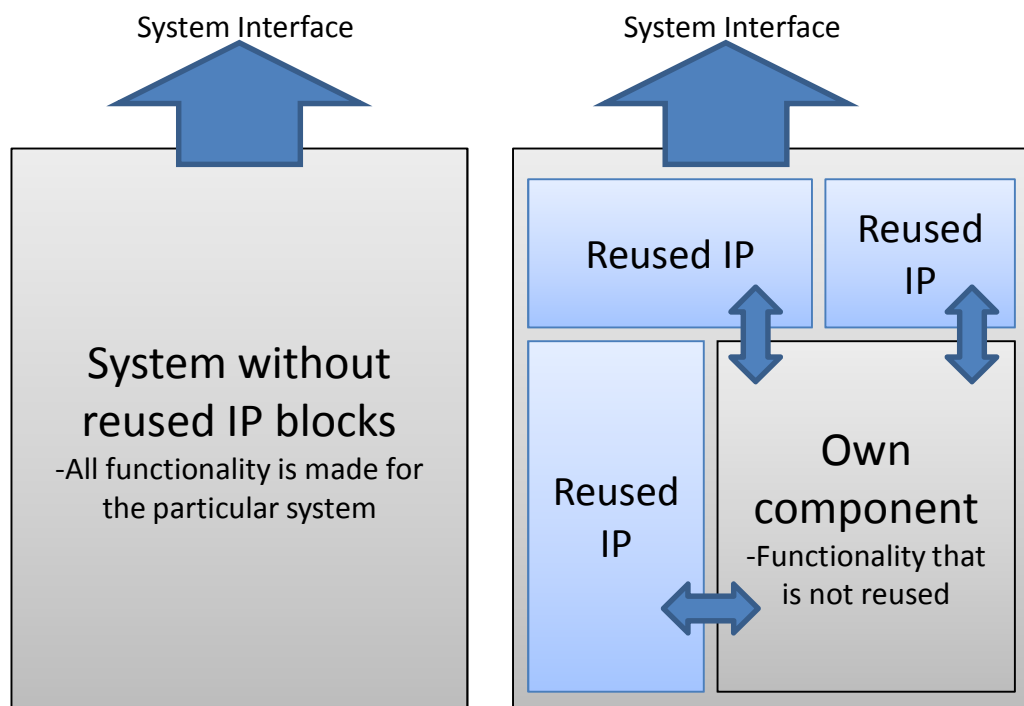 System Interface
System without
reused IP blocks
-All functionality is made for
the particular system
System Interface
Reused IP
Reused
IP
Reused
IP
Own
component
-Functionality that
is not reused